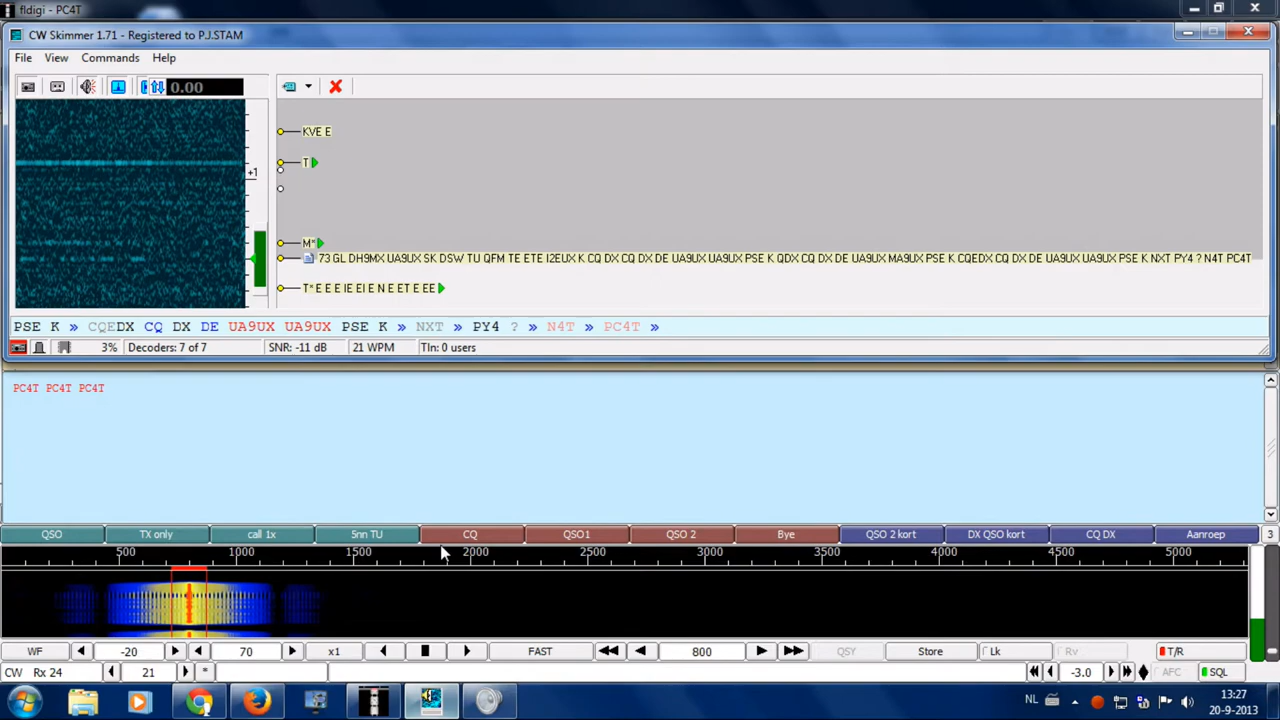 fldigi - PC4T
CW Skimmer 1.71 - Registered to P.J.STAM
File View Commands Help
0.00
KVE E
T
+1
M*
73 GL DH9MX UA9UX SK DSW TU QFM TE ETE I2EUX K CQ DX CQ DX DE UA9UX UA9UX PSE K QDX CQ DX DE UA9UX MA9UX PSE K CQEDX CQ DX DE UA9UX UA9UX PSE K NXT PY4 ? N4T PC4T
T* E E E IE EI E N E ET E EE
PSE K » CQEDX CQ DX DE UA9UX UA9UX PSE K » NXT » PY4 ? » N4T » PC4T »
3% Decoders: 7 of 7 SNR: -11 dB 21 WPM Tln: 0 users
PC4T PC4T PC4T
QSO TX only call 1x 5nn TU CQ QSO1 QSO 2 Bye QSO 2 kort DX QSO kort CQ DX Aanroep 3
500 1000 1500 2000 2500 3000 3500 4000 4500 5000
WF -20 70 x1 FAST 800 QSY Store Lk Rv T/R
CW Rx 24 21 * -3.0 AFC SQL
NL 13:27
20-9-2013